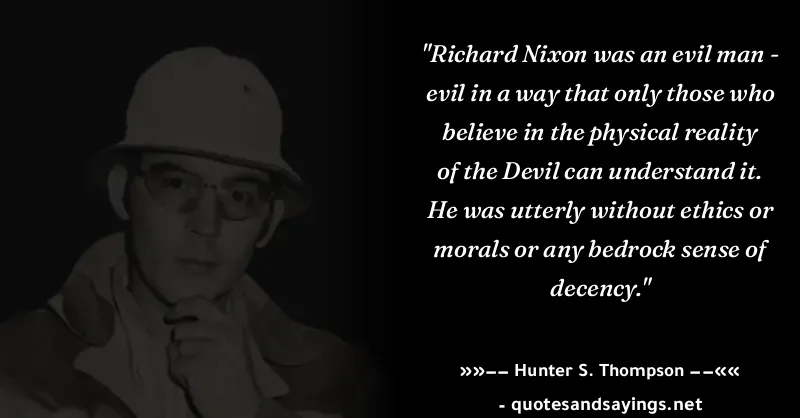 "Richard Nixon was an evil man -
evil in a way that only those who
believe in the physical reality
of the Devil can understand it.
He was utterly without ethics or
morals or any bedrock sense of
decency."
»»−− Hunter S. Thompson −−««
- quotesandsayings.net